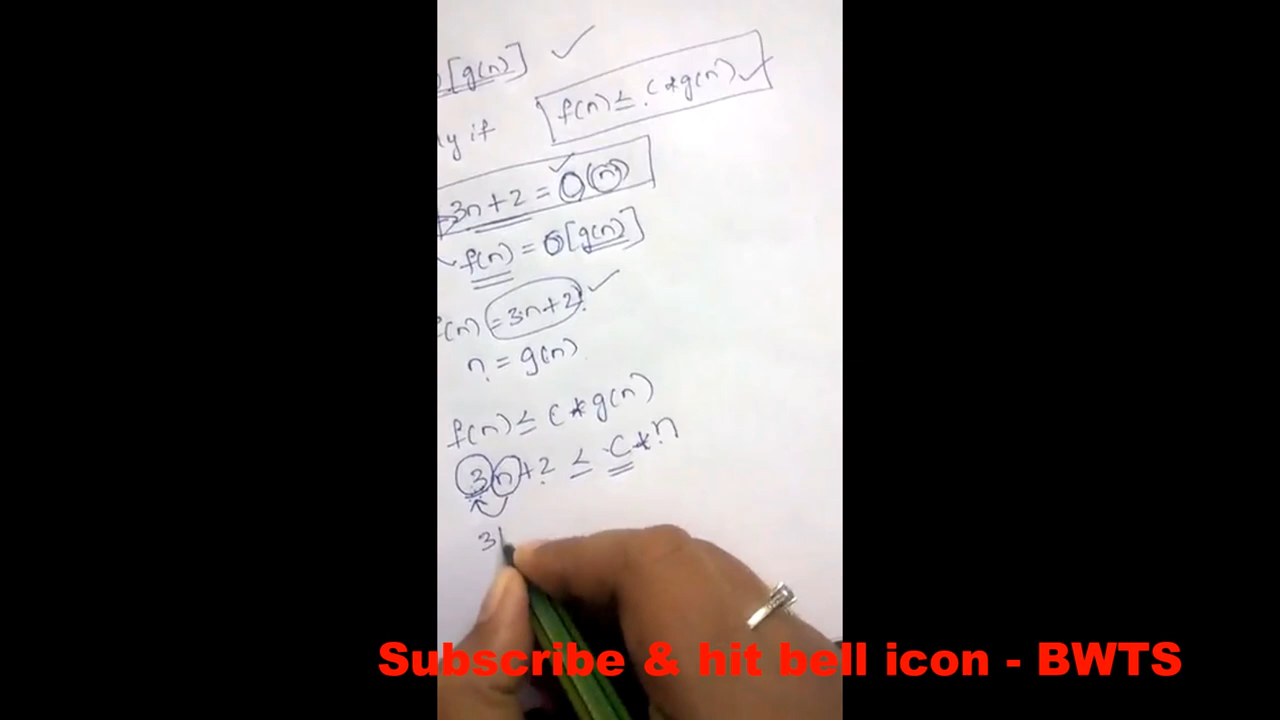 [g(n)] ✓
f(n) ≤ C * g(n) ✓
if
3n + 2 = O(n)
f(n) = O[g(n)]
(n) = 3n+2
n = g(n)
f(n) ≤ C * g(n)
3n+2 ≤ C * n
3
Subscribe & hit bell icon - BWTS